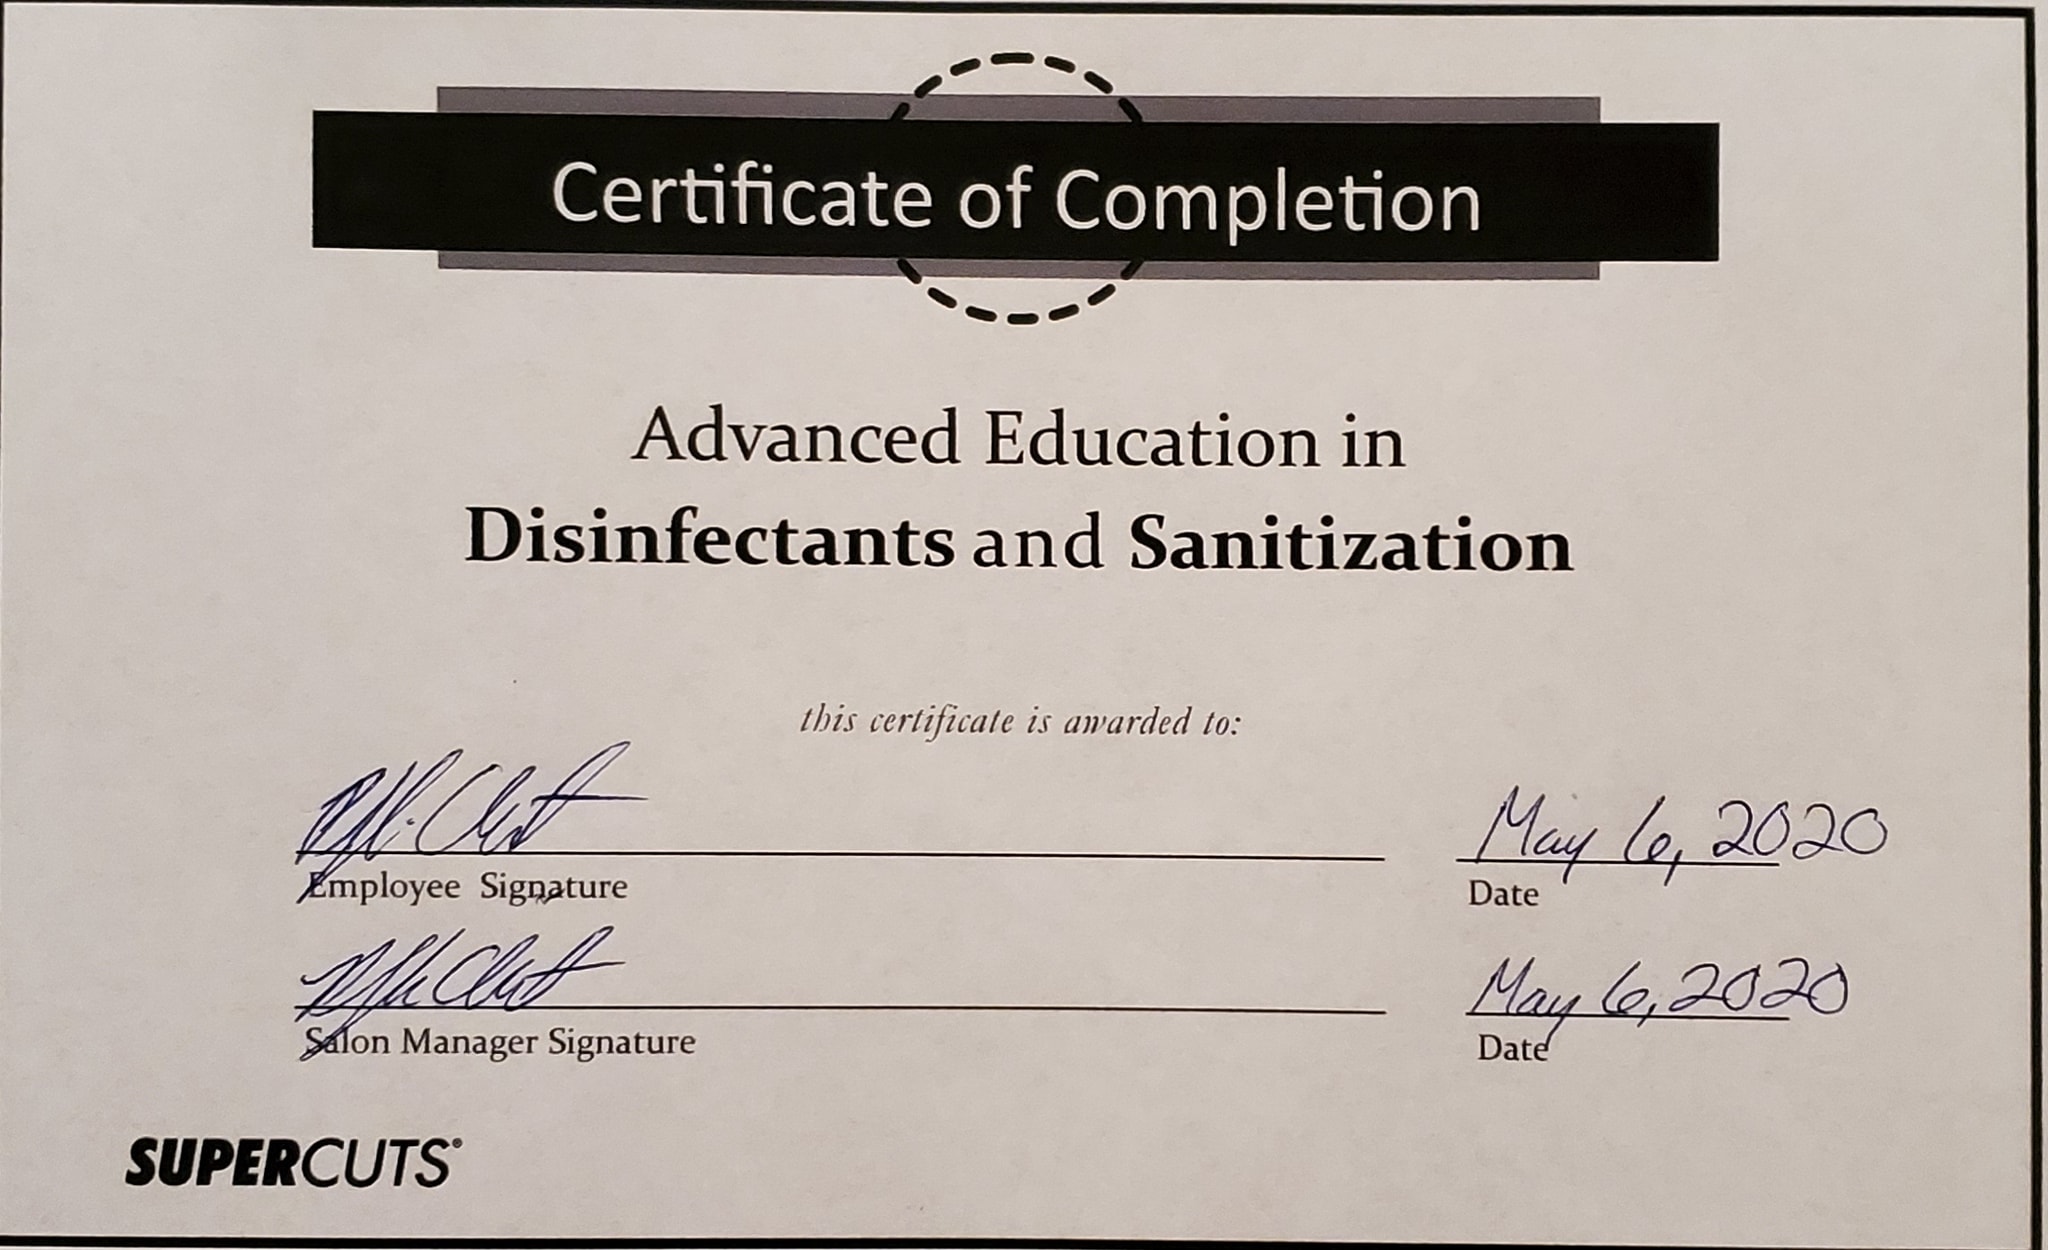 Certificate of Completion
Advanced Education in
Disinfectants and Sanitization
this certificate is awarded to:
May 6, 2020
Employee Signature
Date
May 6, 2020
Salon Manager Signature
Date
SUPERCUTS®